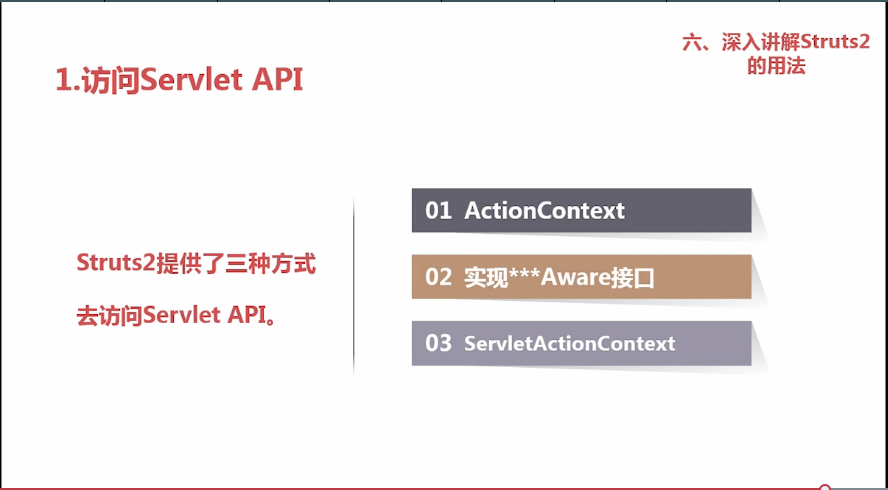 六、深入讲解Struts2
的用法
1.访问Servlet API
Struts2提供了三种方式
去访问Servlet API。
01 ActionContext
02 实现***Aware接口
03 ServletActionContext